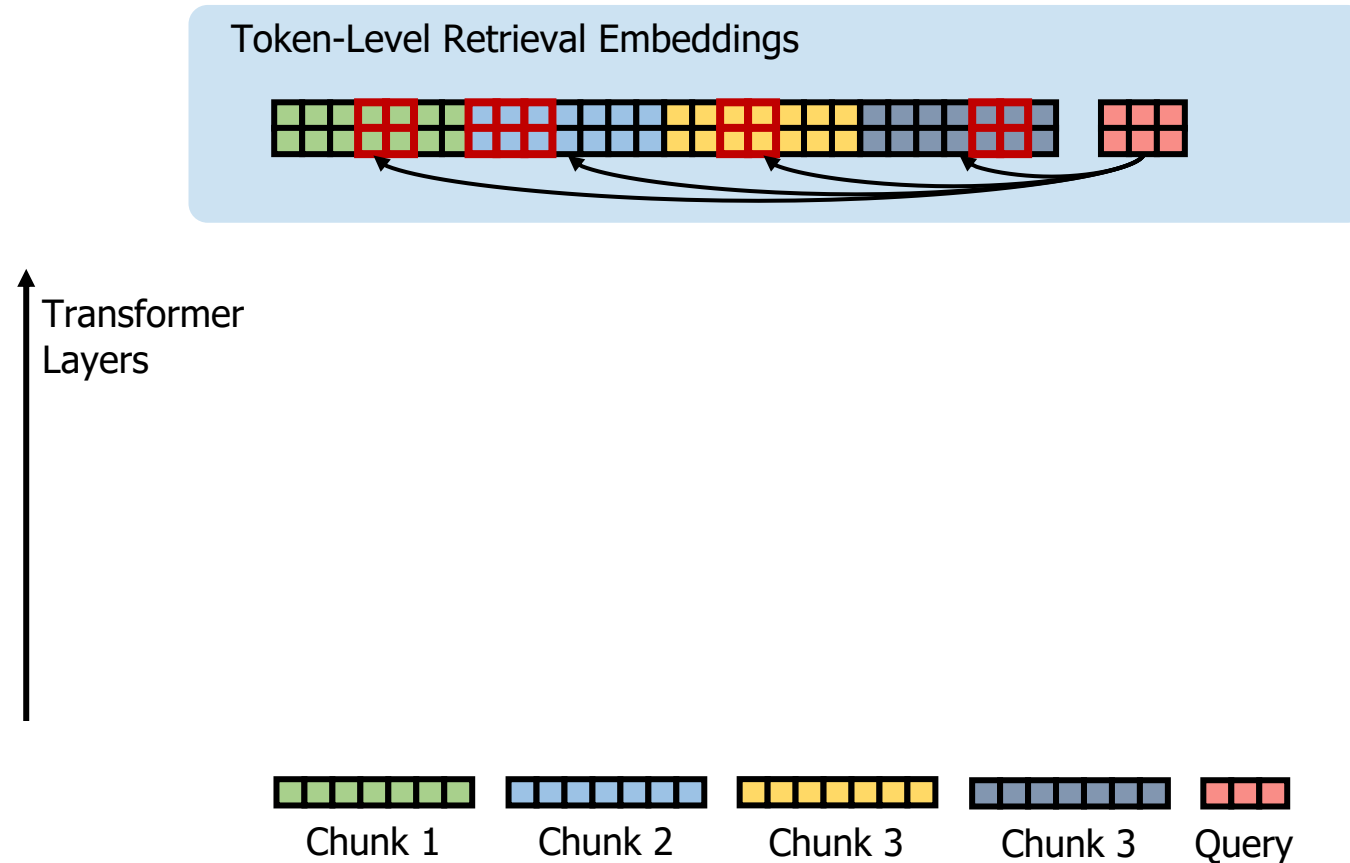 Token-Level Retrieval Embeddings
Transformer
Layers
Chunk 1
Chunk 2
Chunk 3
Chunk 3
Query